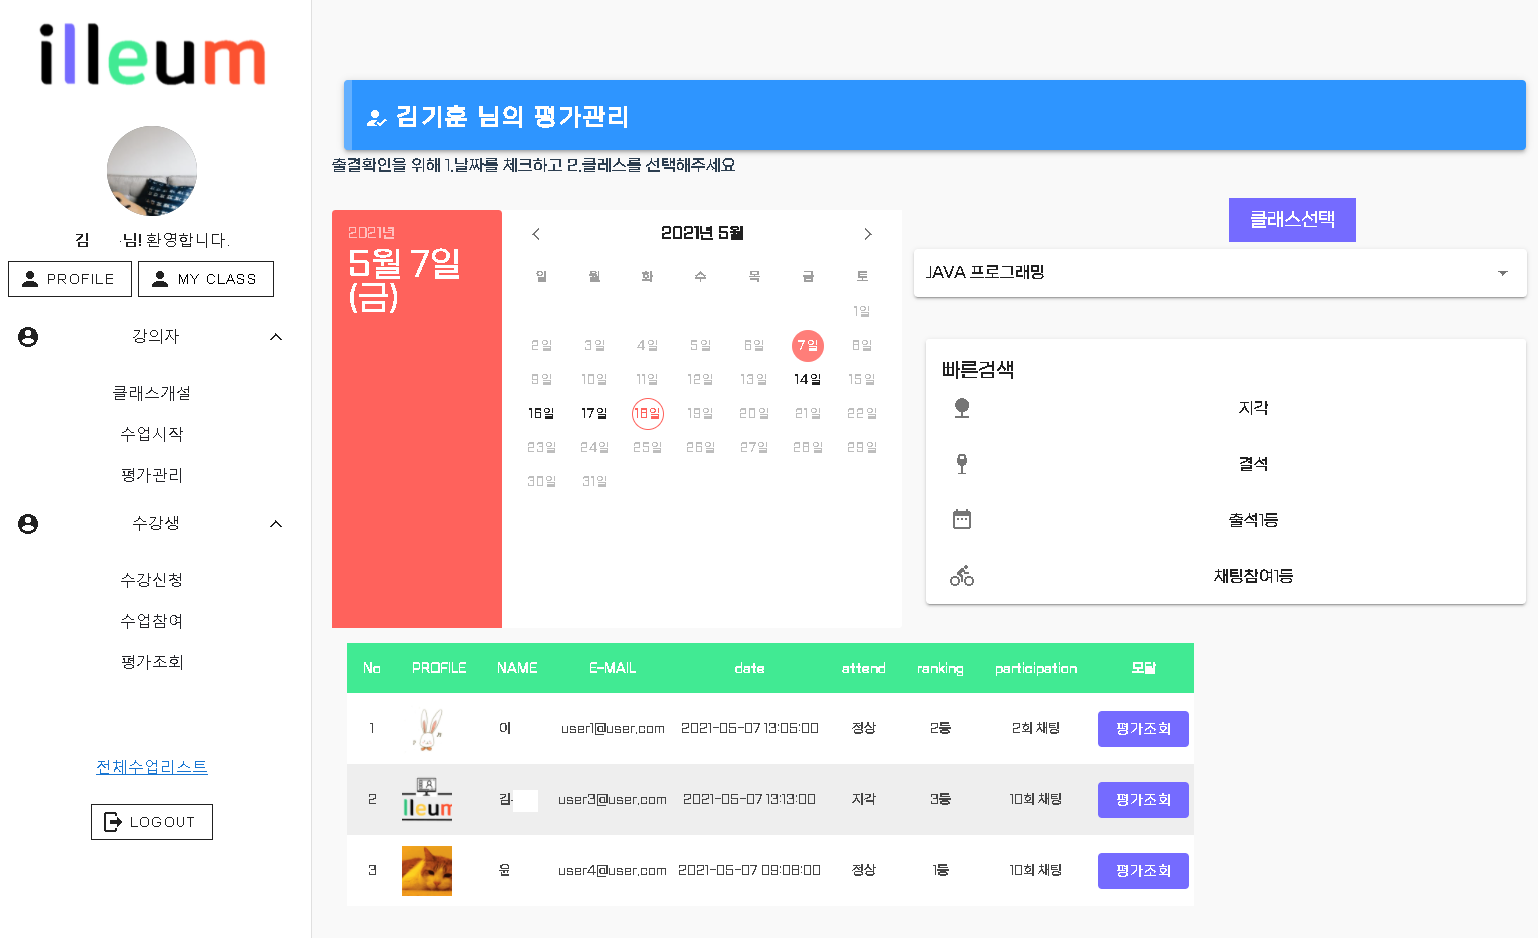 illeum
김 ·님! 환영합니다.
PROFILE
MY CLASS
강의자
클래스개설
수업시작
평가관리
수강생
수강신청
수업참여
평가조회
전체수업리스트
LOGOUT
김기훈 님의 평가관리
출결확인을 위해 1.날짜를 체크하고 2.클레스를 선택해주세요
2021년
5월 7일
(금)
2021년 5월
일 월 화 수 목 금 토
1일
2일 3일 4일 5일 6일 7일 8일
9일 10일 11일 12일 13일 14일 15일
16일 17일 18일 19일 20일 21일 22일
23일 24일 25일 26일 27일 28일 29일
30일 31일
클래스선택
JAVA 프로그래밍
빠른검색
지각
결석
출석1등
채팅참여1등
No PROFILE NAME E-MAIL date attend ranking participation 모달
1 이 user1@user.com 2021-05-07 13:05:00 정상 2등 2회 채팅 평가조회
2 illeum 김 user3@user.com 2021-05-07 13:13:00 지각 3등 10회 채팅 평가조회
3 윤 user4@user.com 2021-05-07 09:08:00 정상 1등 10회 채팅 평가조회